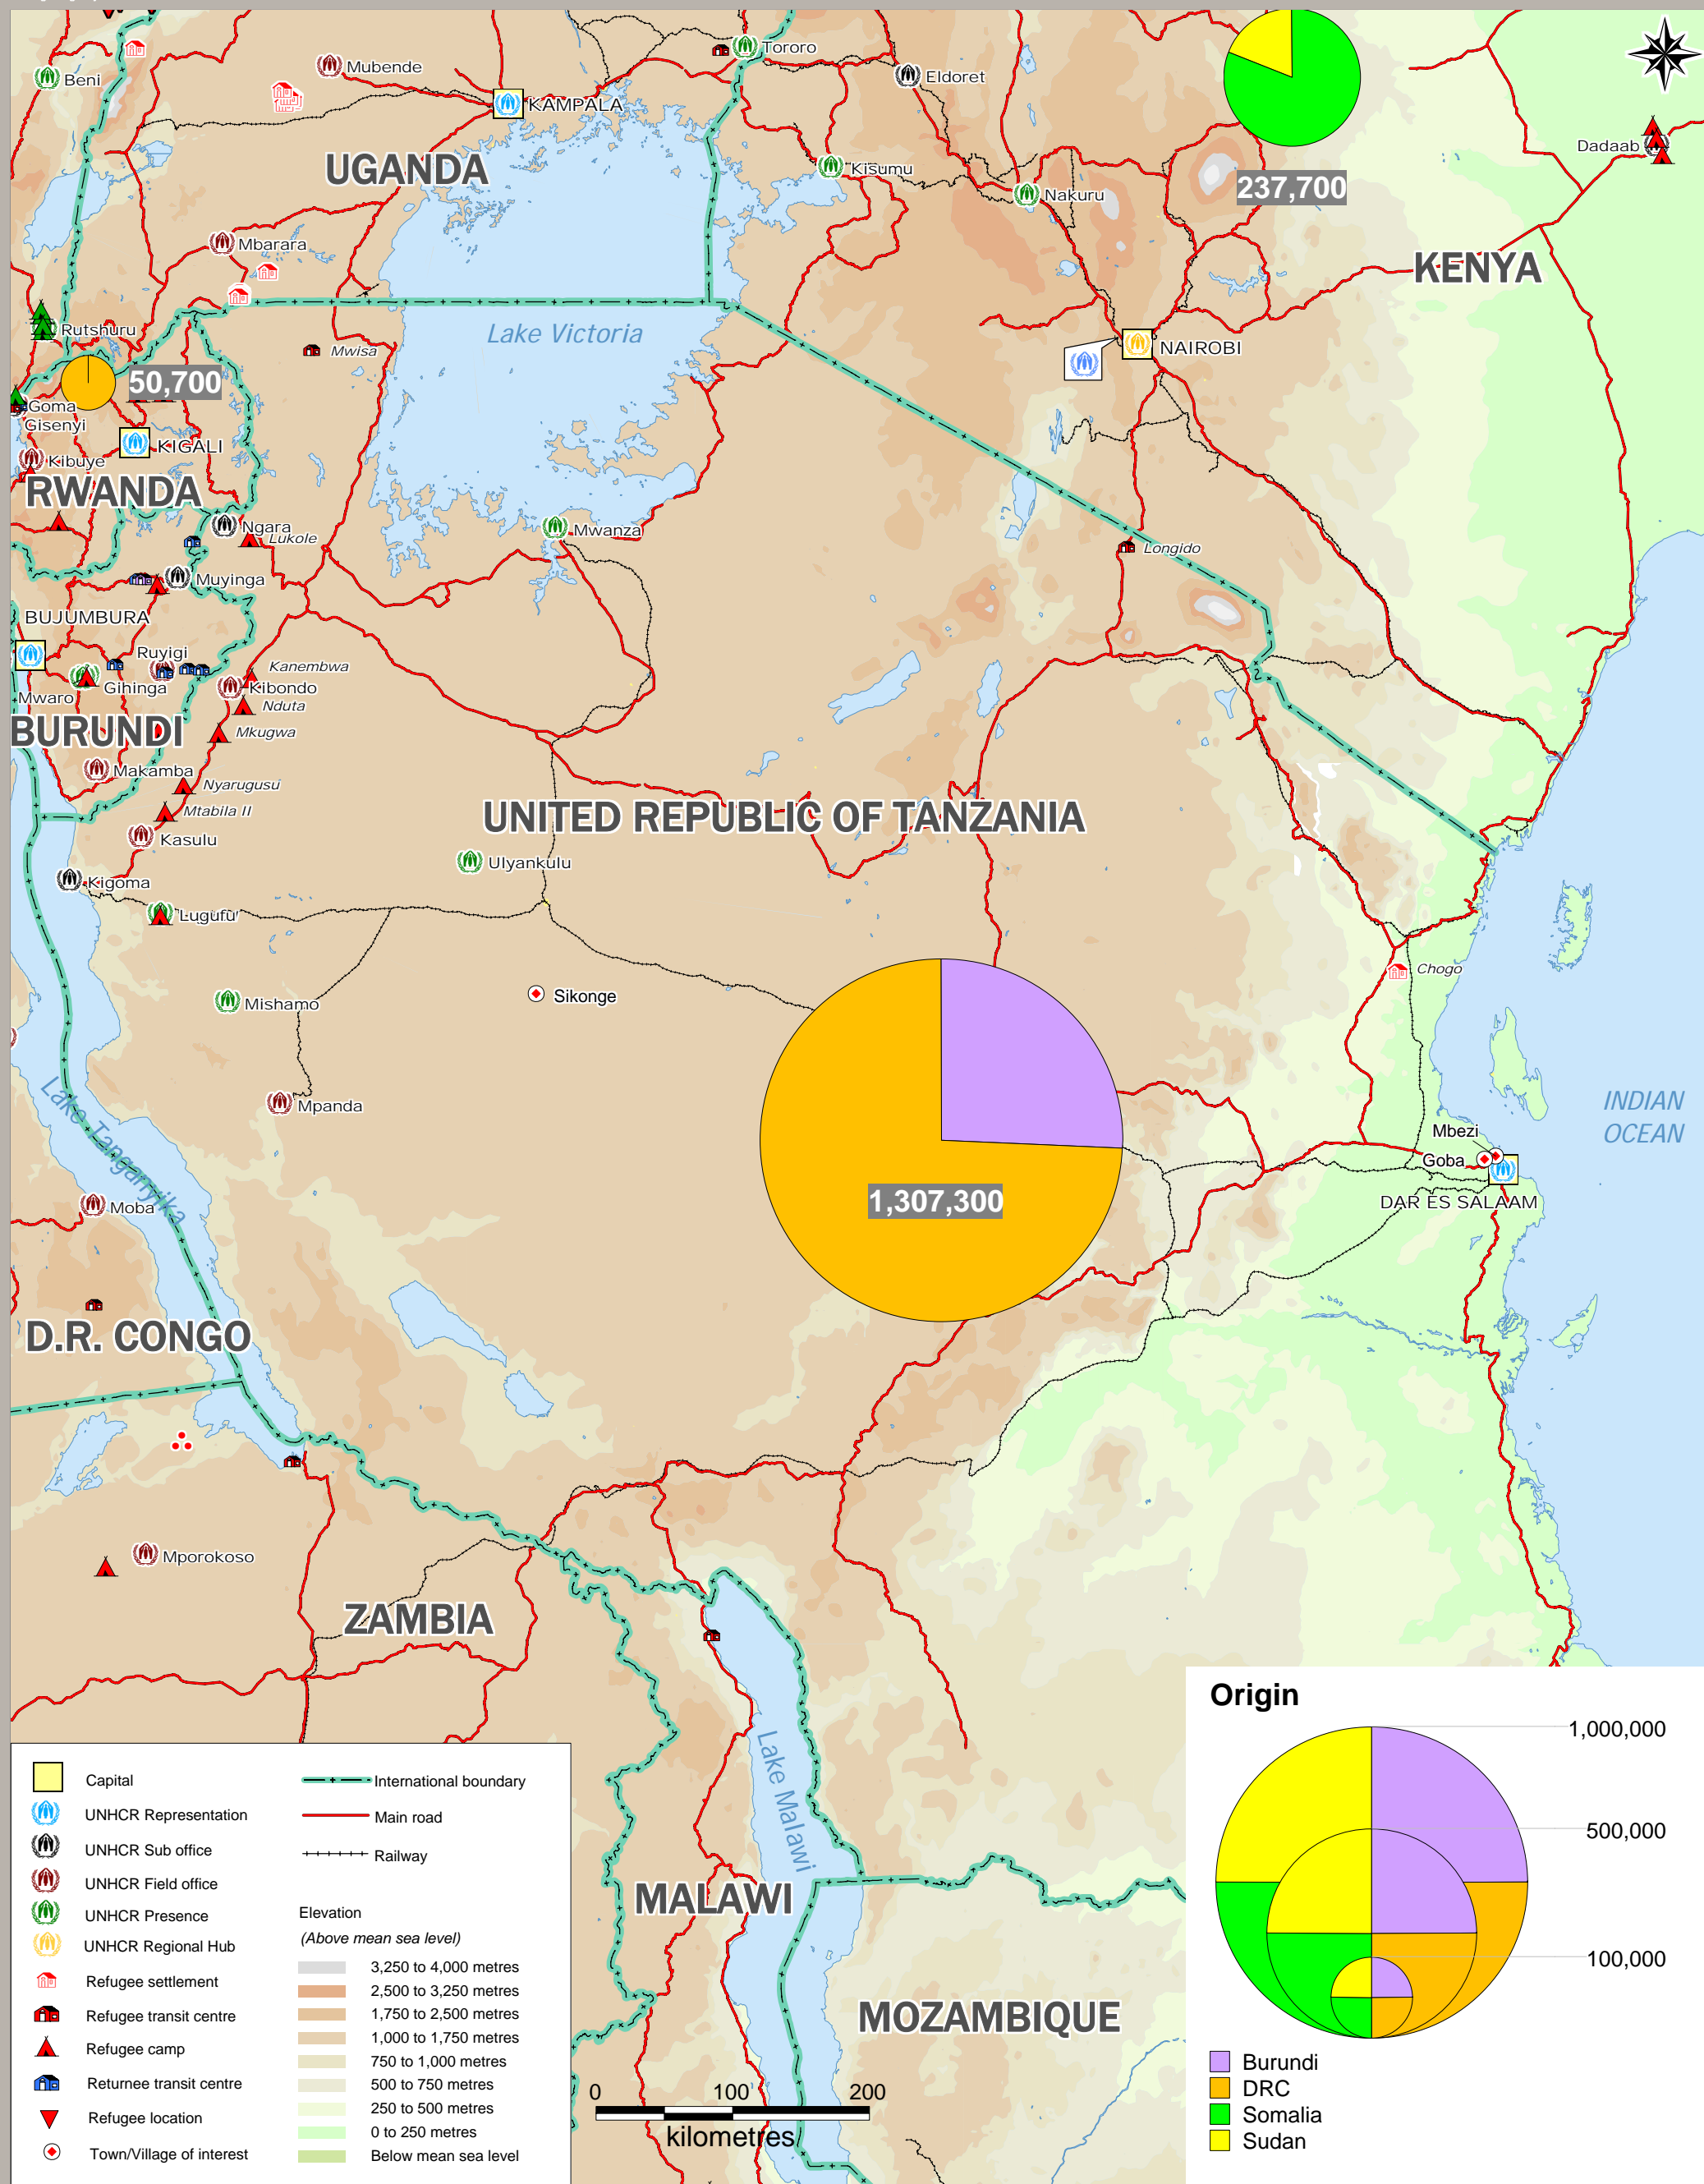 Beni
Mubende
Tororo
Eldoret
KAMPALA
Dadaab
UGANDA
Kisumu
Nakuru
237,700
Mbarara
KENYA
Rutshuru
Lake Victoria
Mwisa
NAIROBI
50,700
Goma
Gisenyi
KIGALI
Kibuye
RWANDA
Ngara
Lukole
Mwanza
Longido
Muyinga
BUJUMBURA
Ruyigi
Kanembwa
Gihinga
Kibondo
Mwaro
Nduta
BURUNDI
Mkugwa
Makamba
Nyarugusu
Mtabila II
UNITED REPUBLIC OF TANZANIA
Kasulu
Ulyankulu
Kigoma
Lugufu
Chogo
Mishamo
Sikonge
Lake Tanganyika
Mpanda
INDIAN
OCEAN
Mbezi
Goba
1,307,300
Moba
DAR ES SALAAM
D.R. CONGO
Mporokoso
ZAMBIA
Lake Malawi
MALAWI
MOZAMBIQUE
Capital
UNHCR Representation
UNHCR Sub office
UNHCR Field office
UNHCR Presence
UNHCR Regional Hub
Refugee settlement
Refugee transit centre
Refugee camp
Returnee transit centre
Refugee location
Town/Village of interest
International boundary
Main road
Railway
Elevation
(Above mean sea level)
3,250 to 4,000 metres
2,500 to 3,250 metres
1,750 to 2,500 metres
1,000 to 1,750 metres
750 to 1,000 metres
500 to 750 metres
250 to 500 metres
0 to 250 metres
Below mean sea level
0 100 200
kilometres
Origin
1,000,000
500,000
100,000
Burundi
DRC
Somalia
Sudan